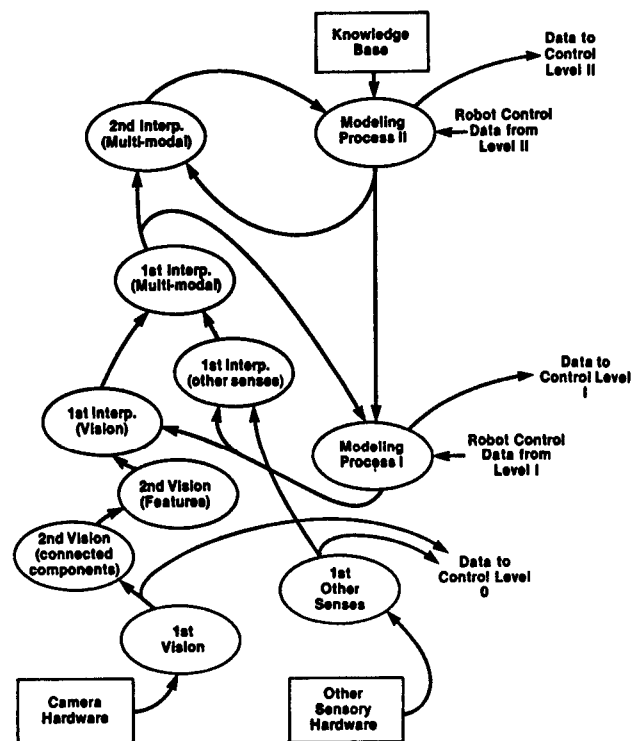 Knowledge
Base
Data to
Control
Level II
2nd Interp.
(Multi-modal)
Modeling
Process II
Robot Control
Data from
Level II
1st Interp.
(Multi-modal)
1st Interp.
(other senses)
Data to
Control Level
I
1st Interp.
(Vision)
Modeling
Process I
Robot Control
Data from
Level I
2nd Vision
(Features)
2nd Vision
(connected
components)
1st
Other
Senses
Data to
Control Level
0
1st
Vision
Camera
Hardware
Other
Sensory
Hardware